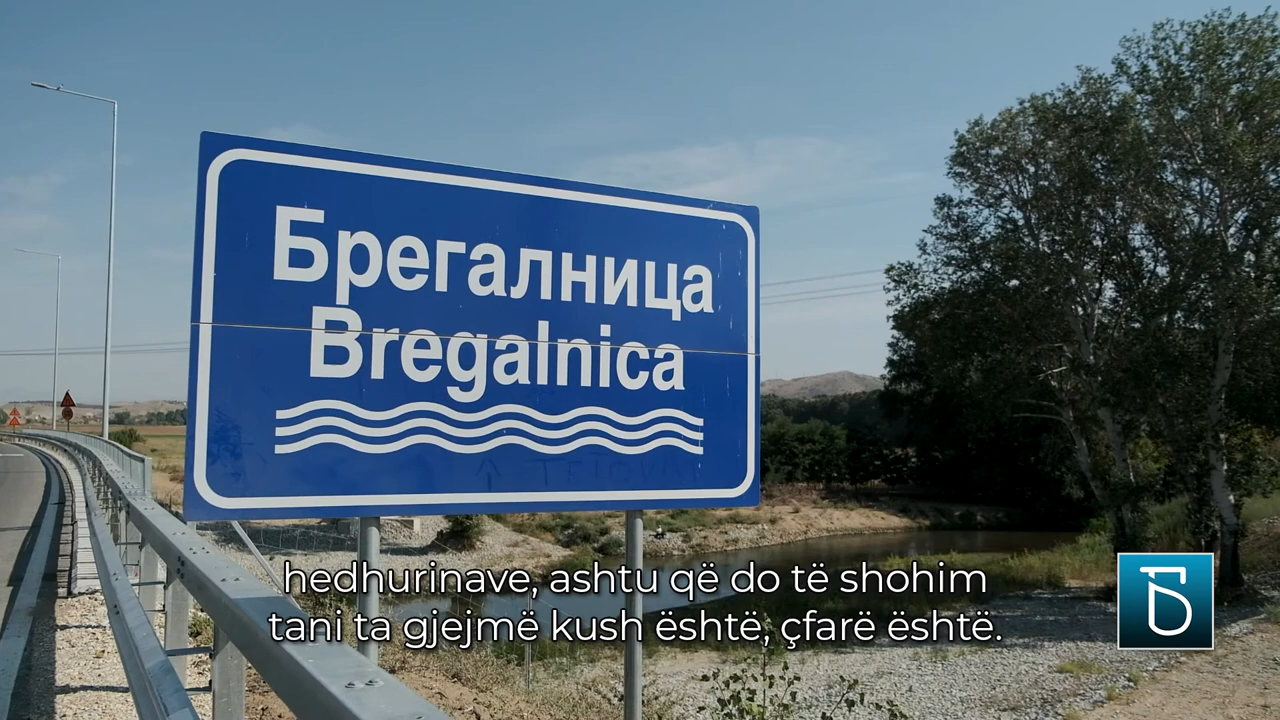 Брегалница
Bregalnica
hedhurinave, ashtu që do të shohim
tani ta gjejmë kush është, çfarë është.